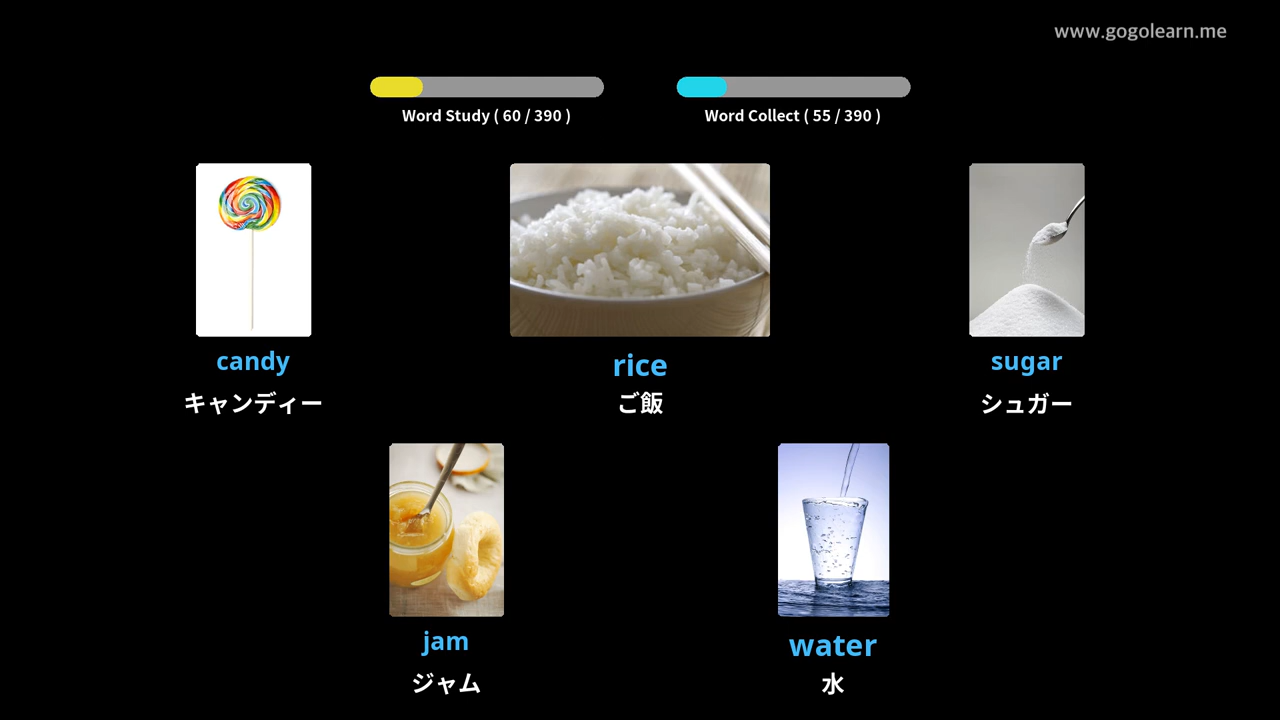 www.gogolearn.me
Word Study ( 60 / 390 )
Word Collect ( 55 / 390 )
candy
rice
sugar
キャンディー
ご飯
シュガー
jam
water
ジャム
水